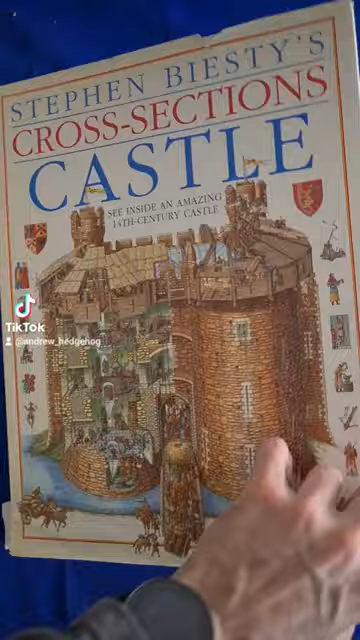 STEPHEN BIESTY'S
CROSS-SECTIONS
CASTLE
SEE INSIDE AN AMAZING
14TH-CENTURY CASTLE
TikTok
@andrew_hedgehog